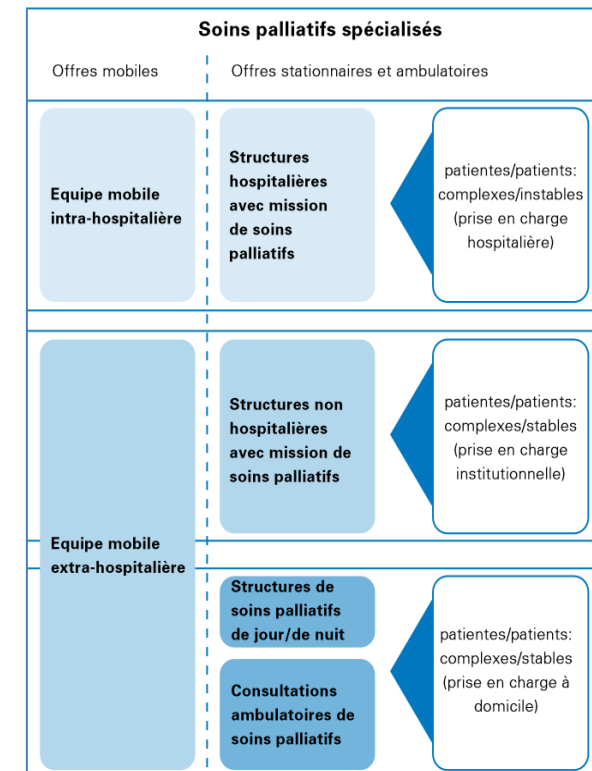 Soins palliatifs spécialisés
Offres mobiles
Offres stationnaires et ambulatoires
Equipe mobile
intra-hospitalière
Structures
hospitalières
avec mission
de soins
palliatifs
patientes/patients:
complexes/instables
(prise en charge
hospitalière)
Equipe mobile
extra-hospitalière
Structures non
hospitalières
avec mission de
soins palliatifs
patientes/patients:
complexes/stables
(prise en charge
institutionnelle)
Structures de
soins palliatifs
de jour/de nuit
Consultations
ambulatoires de
soins palliatifs
patientes/patients:
complexes/stables
(prise en charge à
domicile)